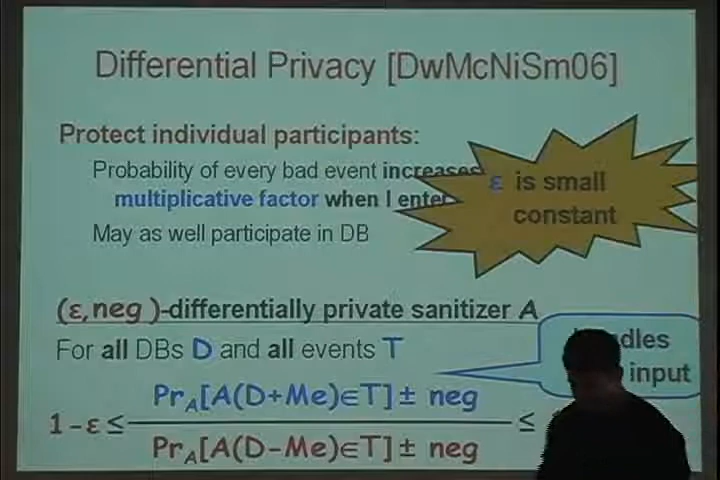 Differential Privacy [DwMcNiSm06]
Protect individual participants:
Probability of every bad event increases
multiplicative factor when I enter
May as well participate in DB
ε is small
constant
(ε, neg )-differentially private sanitizer A
For all DBs D and all events T
input
Pr_A[A(D+Me)∈T] ± neg
1-ε ≤ ≤
Pr_A[A(D-Me)∈T] ± neg